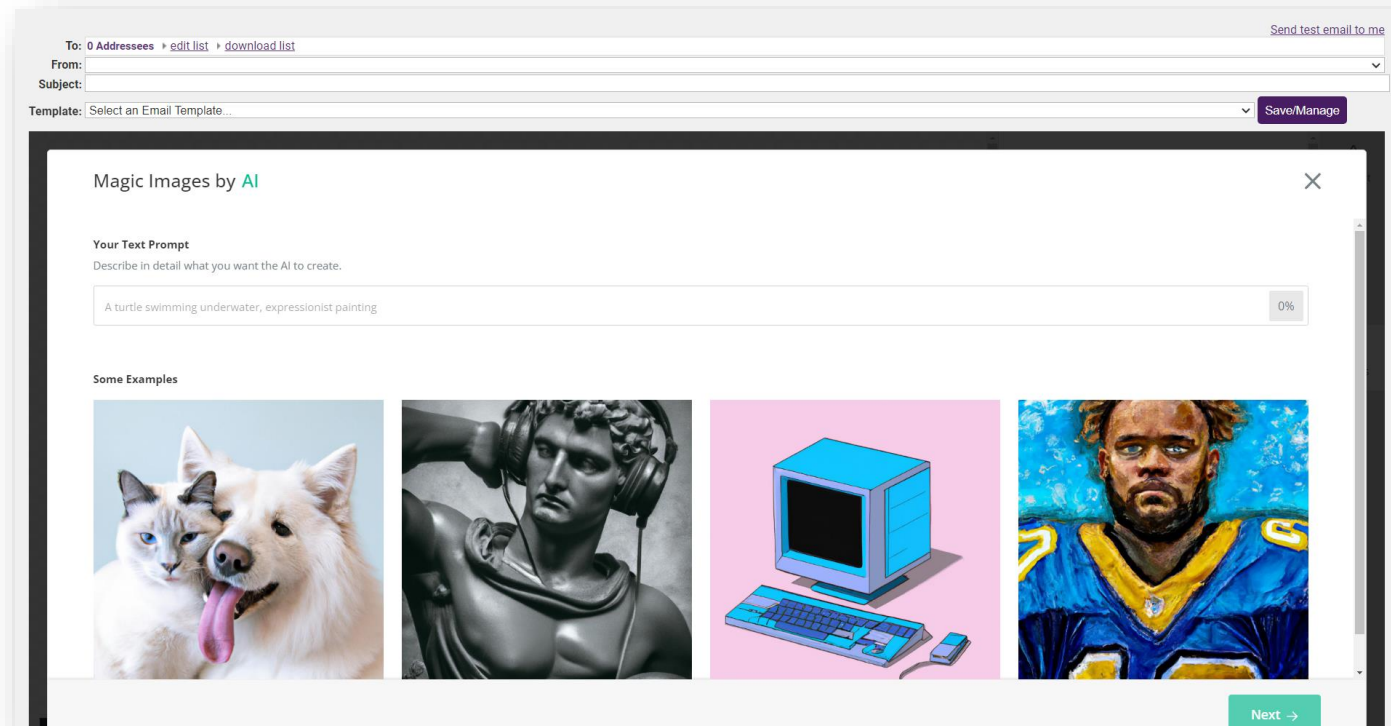 Send test email to me
To: 0 Addressees edit list download list
From:
Subject:
Template: Select an Email Template... Save/Manage
Magic Images by AI
Your Text Prompt
Describe in detail what you want the AI to create.
A turtle swimming underwater, expressionist painting 0%
Some Examples
Next →